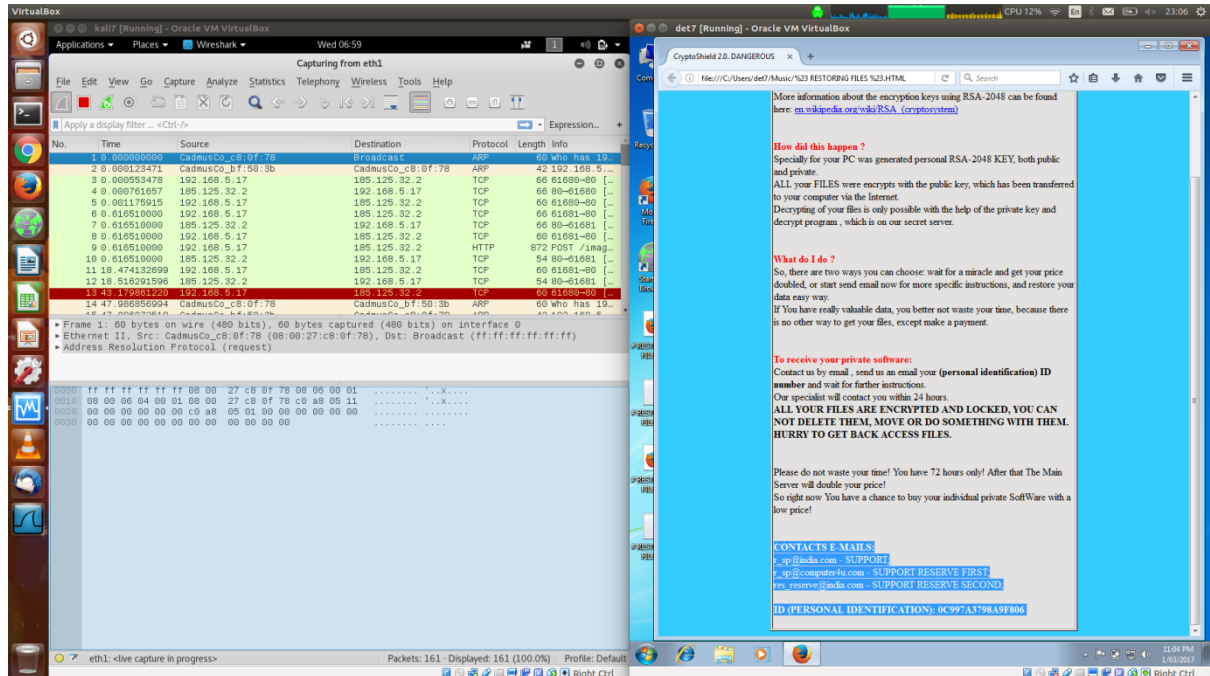 VirtualBox
CPU 12%
En
23:06
kali7 [Running] - Oracle VM VirtualBox
Applications
Places
Wireshark
Wed 06:59
1
Capturing from eth1
File Edit View Go Capture Analyze Statistics Telephony Wireless Tools Help
Apply a display filter ... <Ctrl-/>
Expression...
+
No. Time Source Destination Protocol Length Info
1 0.000000000 CadmusCo_c8:0f:78 Broadcast ARP 60 Who has 19…
2 0.000123471 CadmusCo_bf:50:3b CadmusCo_c8:0f:78 ARP 42 192.168.5.…
3 0.000553478 192.168.5.17 185.125.32.2 TCP 66 61680→80 […
4 0.000761657 185.125.32.2 192.168.5.17 TCP 66 80→61680 […
5 0.001175915 192.168.5.17 185.125.32.2 TCP 60 61680→80 […
6 0.616510000 192.168.5.17 185.125.32.2 TCP 66 61681→80 […
7 0.616510000 185.125.32.2 192.168.5.17 TCP 66 80→61681 […
8 0.616510000 192.168.5.17 185.125.32.2 TCP 60 61681→80 […
9 0.616510000 192.168.5.17 185.125.32.2 HTTP 872 POST /imag…
10 0.616510000 185.125.32.2 192.168.5.17 TCP 54 80→61681 […
11 18.474132699 192.168.5.17 185.125.32.2 TCP 60 61681→80 […
12 18.516291596 185.125.32.2 192.168.5.17 TCP 54 80→61681 […
13 43.179861220 192.168.5.17 185.125.32.2 TCP 60 61680→80 […
14 47.986856994 CadmusCo_c8:0f:78 CadmusCo_bf:50:3b ARP 60 Who has 19…
Frame 1: 60 bytes on wire (480 bits), 60 bytes captured (480 bits) on interface 0
Ethernet II, Src: CadmusCo_c8:0f:78 (08:00:27:c8:0f:78), Dst: Broadcast (ff:ff:ff:ff:ff:ff)
Address Resolution Protocol (request)
0000 ff ff ff ff ff ff 08 00 27 c8 0f 78 08 06 00 01 ........ '..x....
0010 08 00 06 04 00 01 08 00 27 c8 0f 78 c0 a8 05 11
0020 00 00 00 00 00 00 c0 a8 05 01 00 00 00 00 00 00
0030 00 00 00 00 00 00 00 00 00 00 00 00
eth1: <live capture in progress>
Packets: 161 · Displayed: 161 (100.0%)
Profile: Default
Right Ctrl
det7 [Running] - Oracle VM VirtualBox
CryptoShield 2.0. DANGEROUS
file:///C:/Users/det7/Music/%23 RESTORING FILES %23.HTML
Search
More information about the encryption keys using RSA-2048 can be found
here: en.wikipedia.org/wiki/RSA_(cryptosystem)
How did this happen ?
Specially for your PC was generated personal RSA-2048 KEY, both public
and private.
ALL your FILES were encrypts with the public key, which has been transferred
to your computer via the Internet.
Decrypting of your files is only possible with the help of the private key and
decrypt program , which is on our secret server.
What do I do ?
So, there are two ways you can choose: wait for a miracle and get your price
doubled, or start send email now for more specific instructions, and restore your
data easy way.
If You have really valuable data, you better not waste your time, because there
is no other way to get your files, except make a payment.
To receive your private software:
Contact us by email , send us an email your (personal identification) ID
number and wait for further instructions.
Our specialist will contact you within 24 hours.
ALL YOUR FILES ARE ENCRYPTED AND LOCKED, YOU CAN
NOT DELETE THEM, MOVE OR DO SOMETHING WITH THEM.
HURRY TO GET BACK ACCESS FILES.
Please do not waste your time! You have 72 hours only! After that The Main
Server will double your price!
So right now You have a chance to buy your individual private SoftWare with a
low price!
CONTACTS E-MAILS:
r_sp@india.com - SUPPORT;
r_sp@computer4u.com - SUPPORT RESERVE FIRST;
res_reserve@india.com - SUPPORT RESERVE SECOND;
ID (PERSONAL IDENTIFICATION): 0C997A3798A9F806
11:04 PM
1/03/2017
Right Ctrl